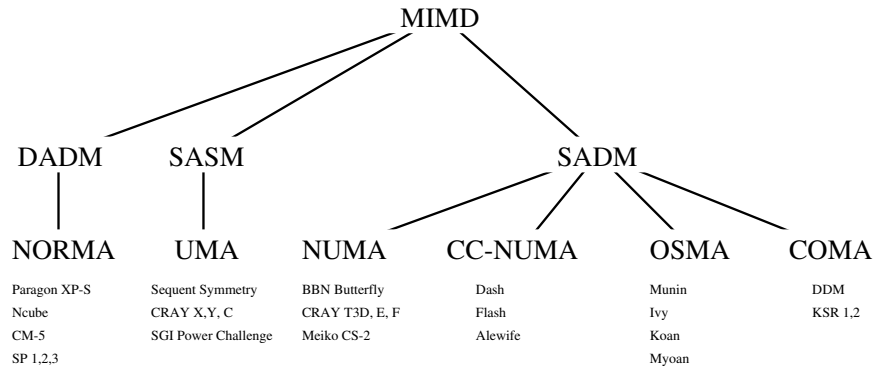 MIMD
DADM SASM SADM
NORMA UMA NUMA CC-NUMA OSMA COMA
Paragon XP-S Sequent Symmetry BBN Butterfly Dash Munin DDM
Ncube CRAY X,Y, C CRAY T3D, E, F Flash Ivy KSR 1,2
CM-5 SGI Power Challenge Meiko CS-2 Alewife Koan
SP 1,2,3 Myoan